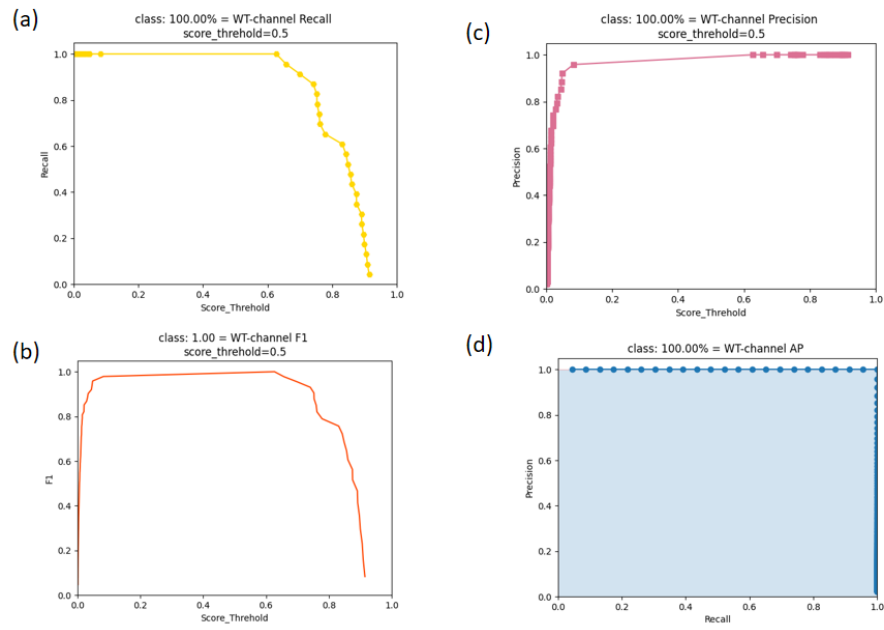 (a)
class: 100.00% = WT-channel Recall
score_threhold=0.5
1.0
0.8
0.6
0.4
0.2
0.0
Recall
0.0 0.2 0.4 0.6 0.8 1.0
Score_Threhold
(c)
class: 100.00% = WT-channel Precision
score_threhold=0.5
1.0
0.8
0.6
0.4
0.2
0.0
Precision
0.0 0.2 0.4 0.6 0.8 1.0
Score_Threhold
(b)
class: 1.00 = WT-channel F1
score_threhold=0.5
1.0
0.8
0.6
0.4
0.2
0.0
F1
0.0 0.2 0.4 0.6 0.8 1.0
Score_Threhold
(d)
class: 100.00% = WT-channel AP
1.0
0.8
0.6
0.4
0.2
0.0
Precision
0.0 0.2 0.4 0.6 0.8 1.0
Recall